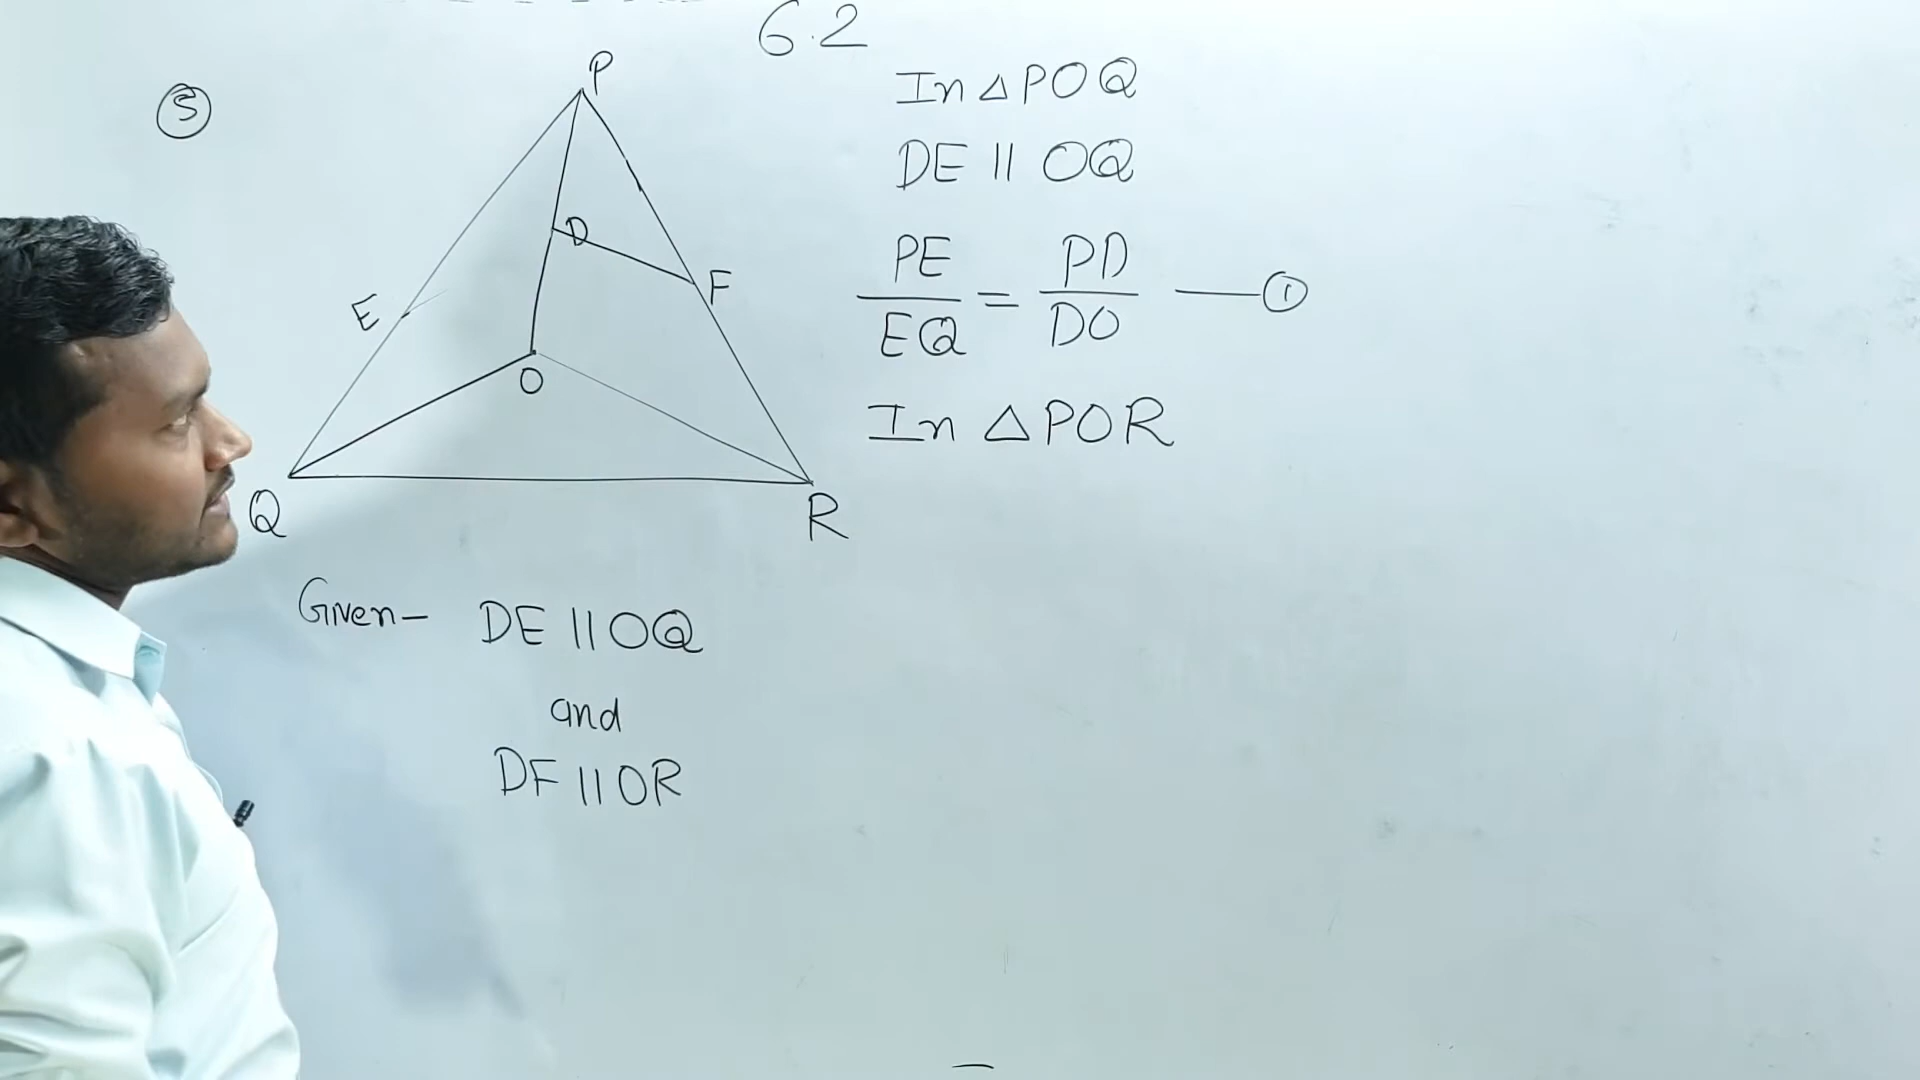 6.2
5
P
D
F
E
O
Q
R
Given- DE || OQ
and
DF || OR
In △POQ
DE || OQ
PE/EQ = PD/DO — 1
In △POR